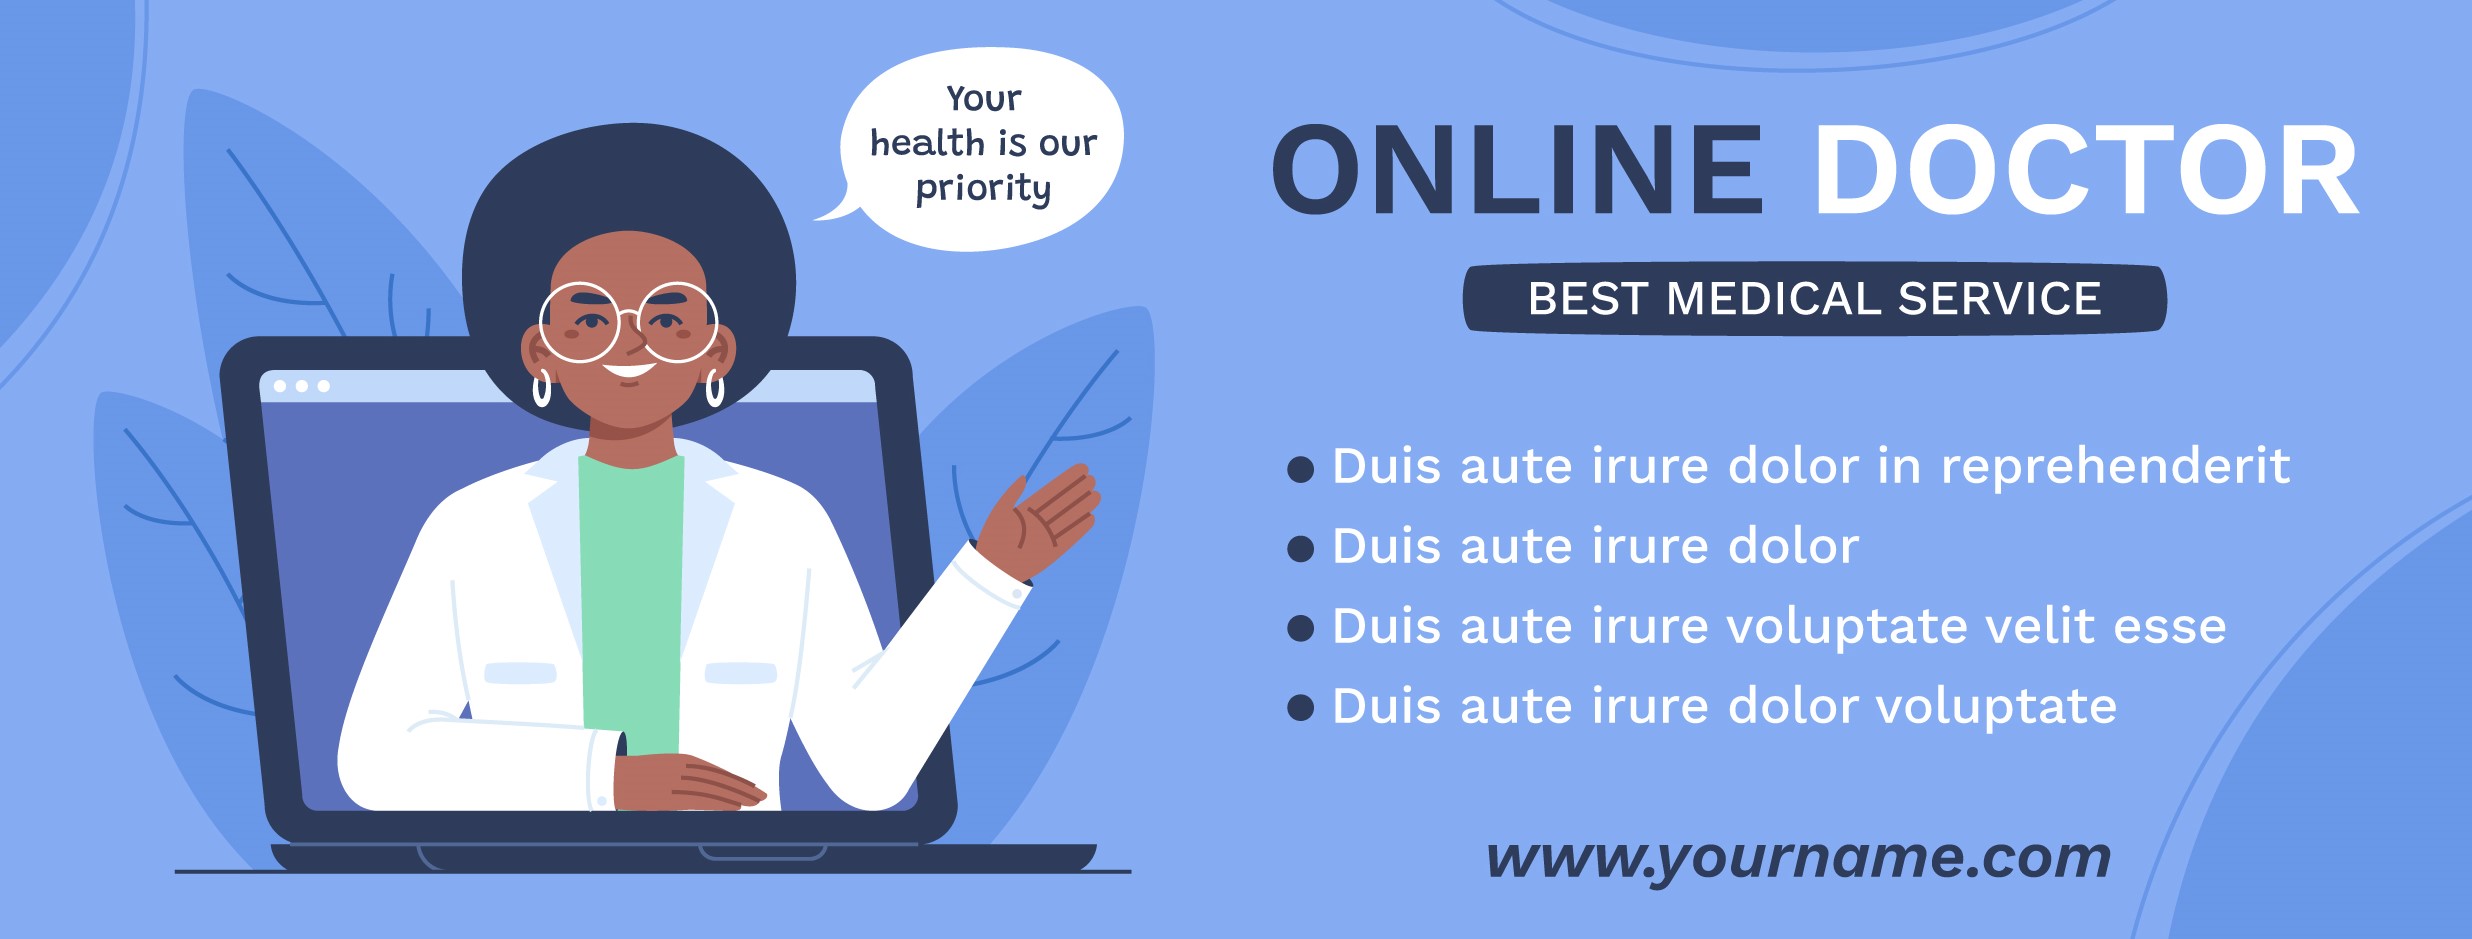 Your
health is our
priority
ONLINE DOCTOR
BEST MEDICAL SERVICE
Duis aute irure dolor in reprehenderit
Duis aute irure dolor
Duis aute irure voluptate velit esse
Duis aute irure dolor voluptate
www.yourname.com